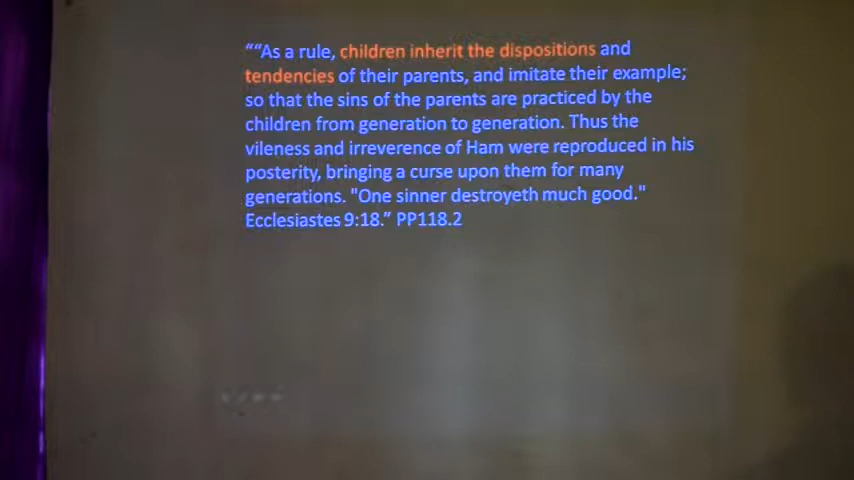 ““As a rule, children inherit the dispositions and
tendencies of their parents, and imitate their example;
so that the sins of the parents are practiced by the
children from generation to generation. Thus the
vileness and irreverence of Ham were reproduced in his
posterity, bringing a curse upon them for many
generations. "One sinner destroyeth much good."
Ecclesiastes 9:18.” PP118.2